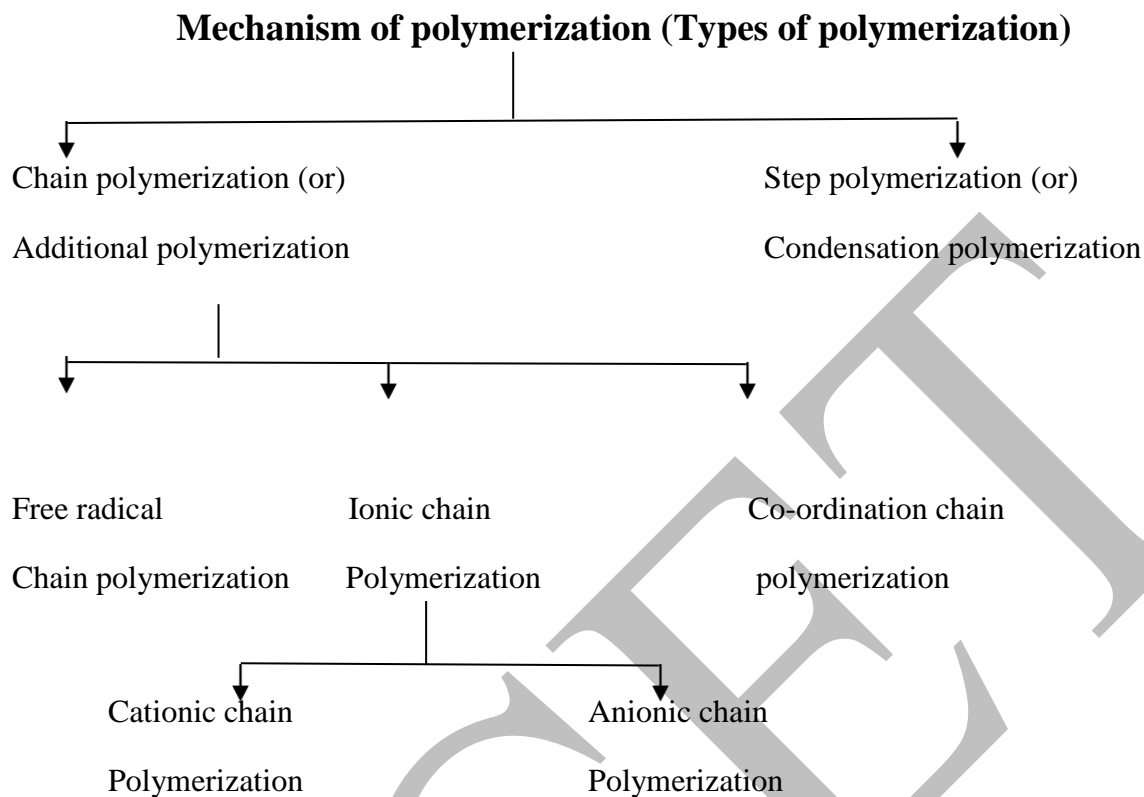 Mechanism of polymerization (Types of polymerization)
Chain polymerization (or)
Step polymerization (or)
Additional polymerization
Condensation polymerization
Free radical
Ionic chain
Co-ordination chain
Chain polymerization
Polymerization
polymerization
Cationic chain
Anionic chain
Polymerization
Polymerization